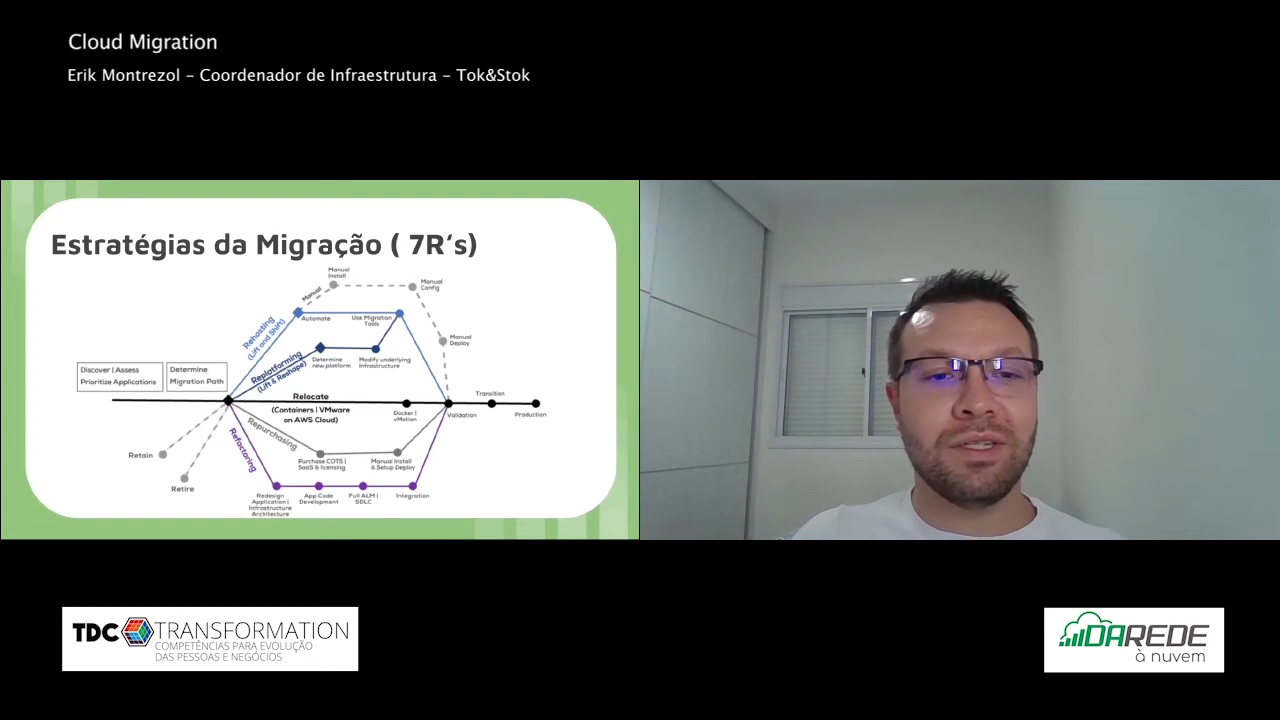 Cloud Migration
Erik Montrezol – Coordenador de Infraestrutura – Tok&Stok
Estratégias da Migração ( 7R's)
Manual
Install
Manual
Manual
Config
Rehosting
(Lift and Shift)
Automate
Use Migration
Tools
Manual
Deploy
Replatforming
(Lift & Reshape)
Determine
new platform
Modify underlying
Infrastructure
Discover | Assess
Prioritize Applications
Determine
Migration Path
Relocate
(Containers | VMware
on AWS Cloud)
Docker |
vMotion
Validation
Transition
Production
Repurchasing
Purchase COTS |
SaaS & licensing
Manual Install
& Setup Deploy
Refactoring
Retain
Retire
Redesign
Application |
Infrastructure
Architecture
App Code
Development
Full ALM |
SDLC
Integration
TDC TRANSFORMATION
COMPETÊNCIAS PARA EVOLUÇÃO
DAS PESSOAS E NEGÓCIOS
DAREDE
à nuvem